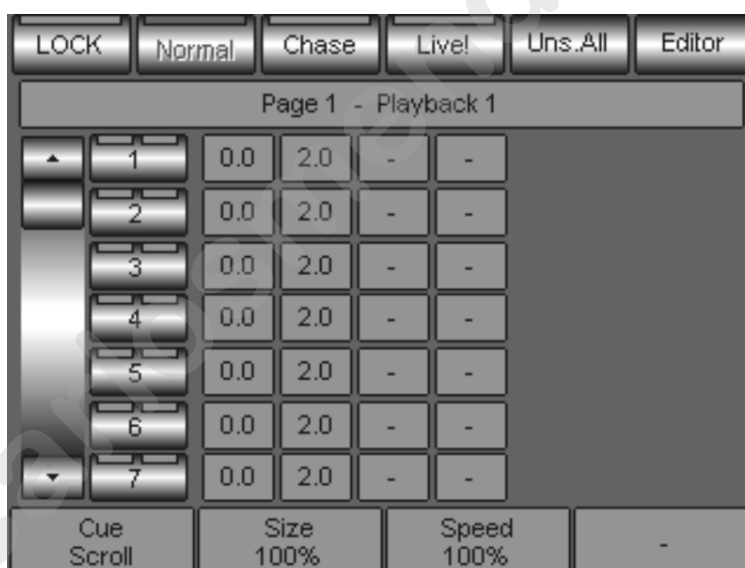 LOCK Normal Chase Live! Uns.All Editor
Page 1 - Playback 1
1 0.0 2.0 - -
2 0.0 2.0 - -
3 0.0 2.0 - -
4 0.0 2.0 - -
5 0.0 2.0 - -
6 0.0 2.0 - -
7 0.0 2.0 - -
Cue Size Speed -
Scroll 100% 100%